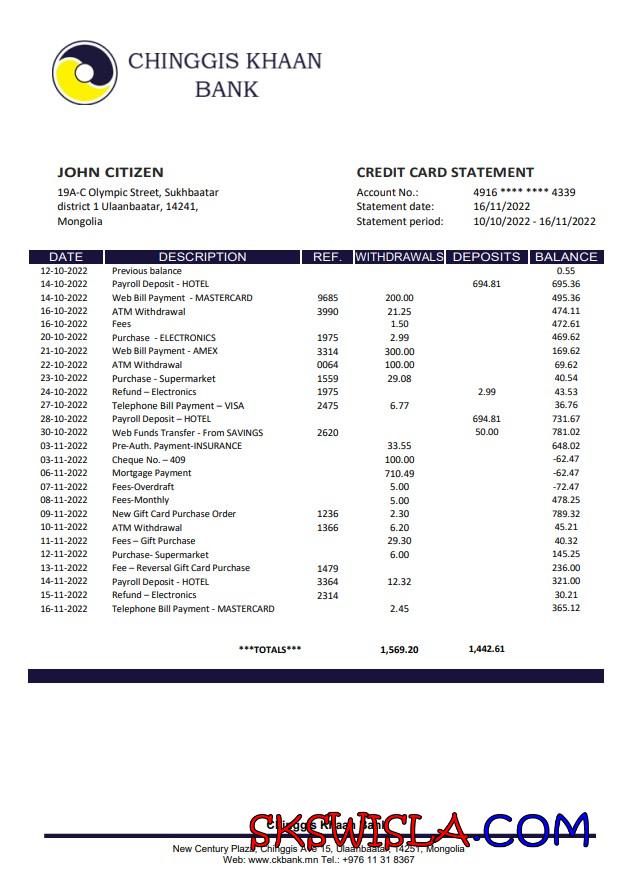 CHINGGIS KHAAN
BANK
JOHN CITIZEN
19A-C Olympic Street, Sukhbaatar
district 1 Ulaanbaatar, 14241,
Mongolia
CREDIT CARD STATEMENT
Account No.: 4916 **** **** 4339
Statement date: 16/11/2022
Statement period: 10/10/2022 - 16/11/2022
DATE DESCRIPTION REF. WITHDRAWALS DEPOSITS BALANCE
12-10-2022 Previous balance 0.55
14-10-2022 Payroll Deposit - HOTEL 694.81 695.36
14-10-2022 Web Bill Payment - MASTERCARD 9685 200.00 495.36
16-10-2022 ATM Withdrawal 3990 21.25 474.11
16-10-2022 Fees 1.50 472.61
20-10-2022 Purchase - ELECTRONICS 1975 2.99 469.62
21-10-2022 Web Bill Payment - AMEX 3314 300.00 169.62
22-10-2022 ATM Withdrawal 0064 100.00 69.62
23-10-2022 Purchase - Supermarket 1559 29.08 40.54
24-10-2022 Refund – Electronics 1975 2.99 43.53
27-10-2022 Telephone Bill Payment – VISA 2475 6.77 36.76
28-10-2022 Payroll Deposit – HOTEL 694.81 731.67
30-10-2022 Web Funds Transfer - From SAVINGS 2620 50.00 781.02
03-11-2022 Pre-Auth. Payment-INSURANCE 33.55 648.02
03-11-2022 Cheque No. – 409 100.00 -62.47
06-11-2022 Mortgage Payment 710.49 -62.47
07-11-2022 Fees-Overdraft 5.00 -72.47
08-11-2022 Fees-Monthly 5.00 478.25
09-11-2022 New Gift Card Purchase Order 1236 2.30 789.32
10-11-2022 ATM Withdrawal 1366 6.20 45.21
11-11-2022 Fees – Gift Purchase 29.30 40.32
12-11-2022 Purchase- Supermarket 6.00 145.25
13-11-2022 Fee – Reversal Gift Card Purchase 1479 236.00
14-11-2022 Payroll Deposit - HOTEL 3364 12.32 321.00
15-11-2022 Refund – Electronics 2314 30.21
16-11-2022 Telephone Bill Payment - MASTERCARD 2.45 365.12
***TOTALS*** 1,569.20 1,442.61
Chinggis Khaan Bank
SKSWISLA.COM
New Century Plaza, Chinggis Ave 15, Ulaanbaatar, 14251, Mongolia
Web: www.ckbank.mn Tel.: +976 11 31 8367